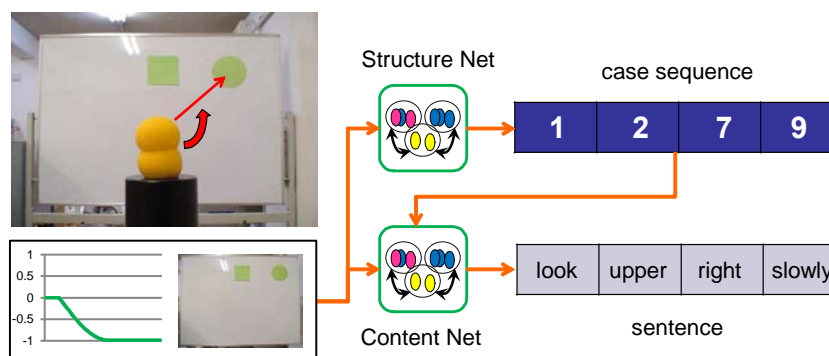 Structure Net
case sequence
1 2 7 9
1
0.5
0
-0.5
-1
look upper right slowly
Content Net
sentence